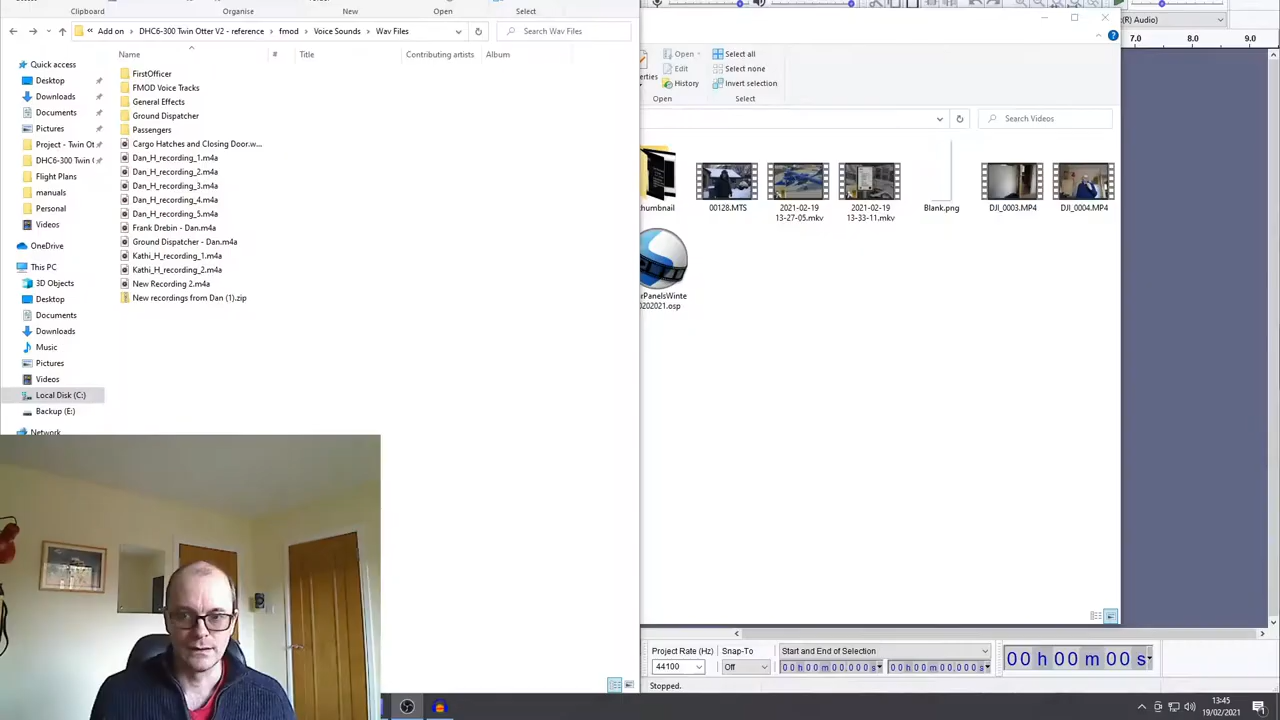 Clipboard
Organise
New
Open
Select
Add on
DHC6-300 Twin Otter V2 - reference
fmod
Voice Sounds
Wav Files
Search Wav Files
Name
#
Title
Contributing artists
Album
Quick access
Desktop
Downloads
Documents
Pictures
Project - Twin Ot
DHC6-300 Twin
Flight Plans
manuals
Personal
Videos
OneDrive
This PC
3D Objects
Desktop
Documents
Downloads
Music
Pictures
Videos
Local Disk (C:)
Backup (E:)
Network
FirstOfficer
FMOD Voice Tracks
General Effects
Ground Dispatcher
Passengers
Cargo Hatches and Closing Door.w...
Dan_H_recording_1.m4a
Dan_H_recording_2.m4a
Dan_H_recording_3.m4a
Dan_H_recording_4.m4a
Dan_H_recording_5.m4a
Frank Drebin - Dan.m4a
Ground Dispatcher - Dan.m4a
Kathi_H_recording_1.m4a
Kathi_H_recording_2.m4a
New Recording 2.m4a
New recordings from Dan (1).zip
(R) Audio)
7.0 8.0 9.0
erties
Open
Edit
History
Open
Select all
Select none
Invert selection
Select
Search Videos
humbnail
00128.MTS
2021-02-19
13-27-05.mkv
2021-02-19
13-33-11.mkv
Blank.png
DJI_0003.MP4
DJI_0004.MP4
rPanelsWinte
0202021.osp
Project Rate (Hz)
Snap-To
Start and End of Selection
44100
Off
00 h 00 m 00.000 s
00 h 00 m 00.000 s
00 h 00 m 00 s
Stopped.
13:45
19/02/2021